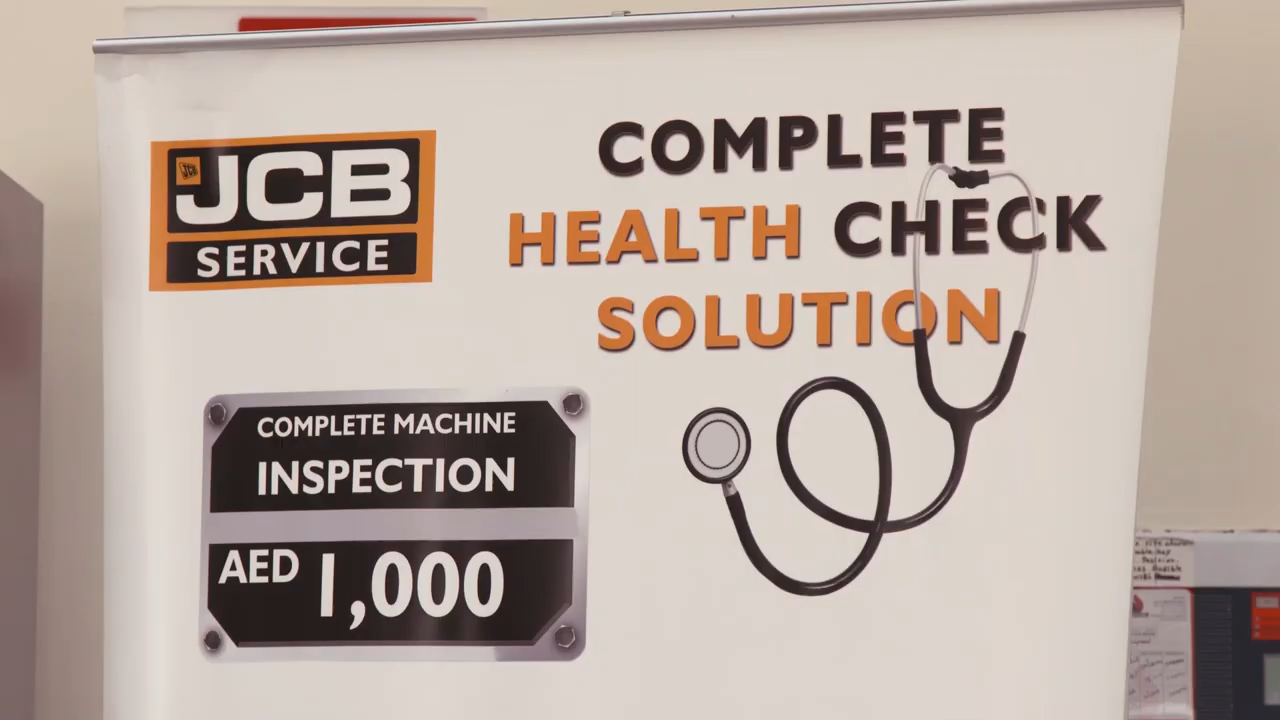 JCB
SERVICE
COMPLETE
HEALTH CHECK
SOLUTION
COMPLETE MACHINE
INSPECTION
AED 1,000